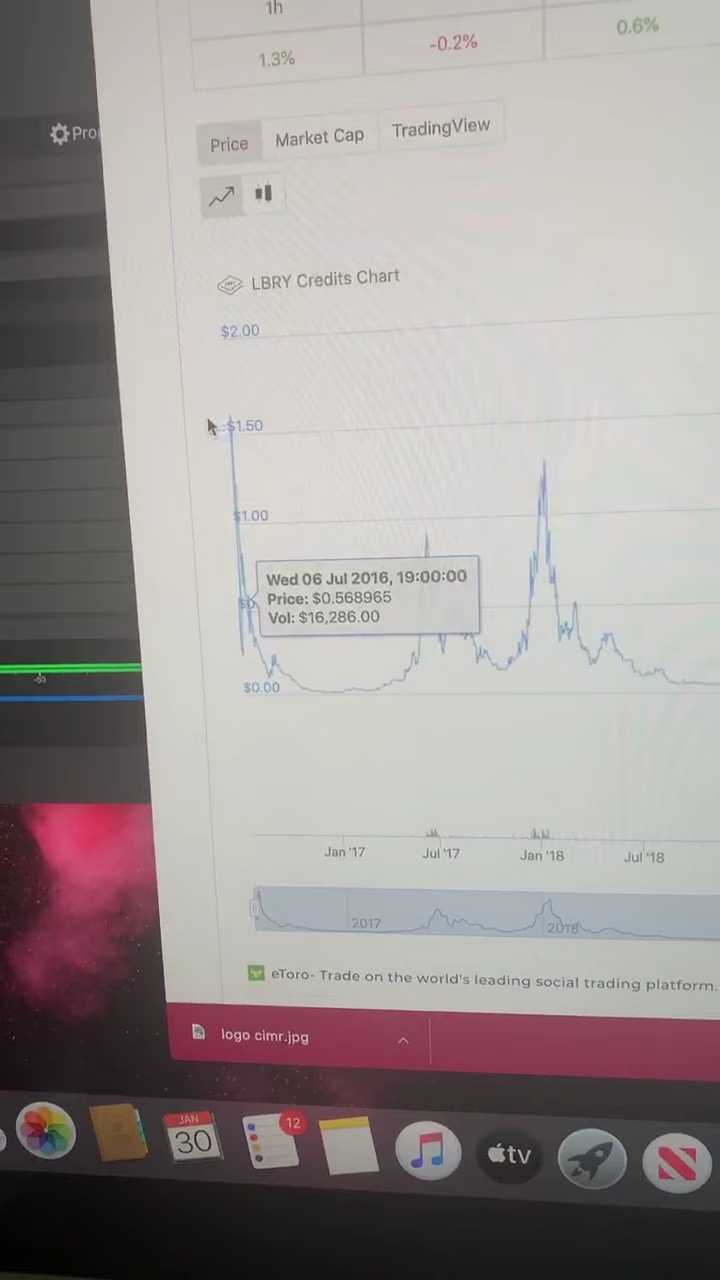 1h
1.3%
-0.2%
0.6%
Pro
Price
Market Cap
TradingView
LBRY Credits Chart
$2.00
$1.50
$1.00
Wed 06 Jul 2016, 19:00:00
Price: $0.568965
Vol: $16,286.00
$0.00
Jan '17
Jul '17
Jan '18
Jul '18
2017
2018
eToro- Trade on the world's leading social trading platform.
logo cimr.jpg
JAN
30
12
tv